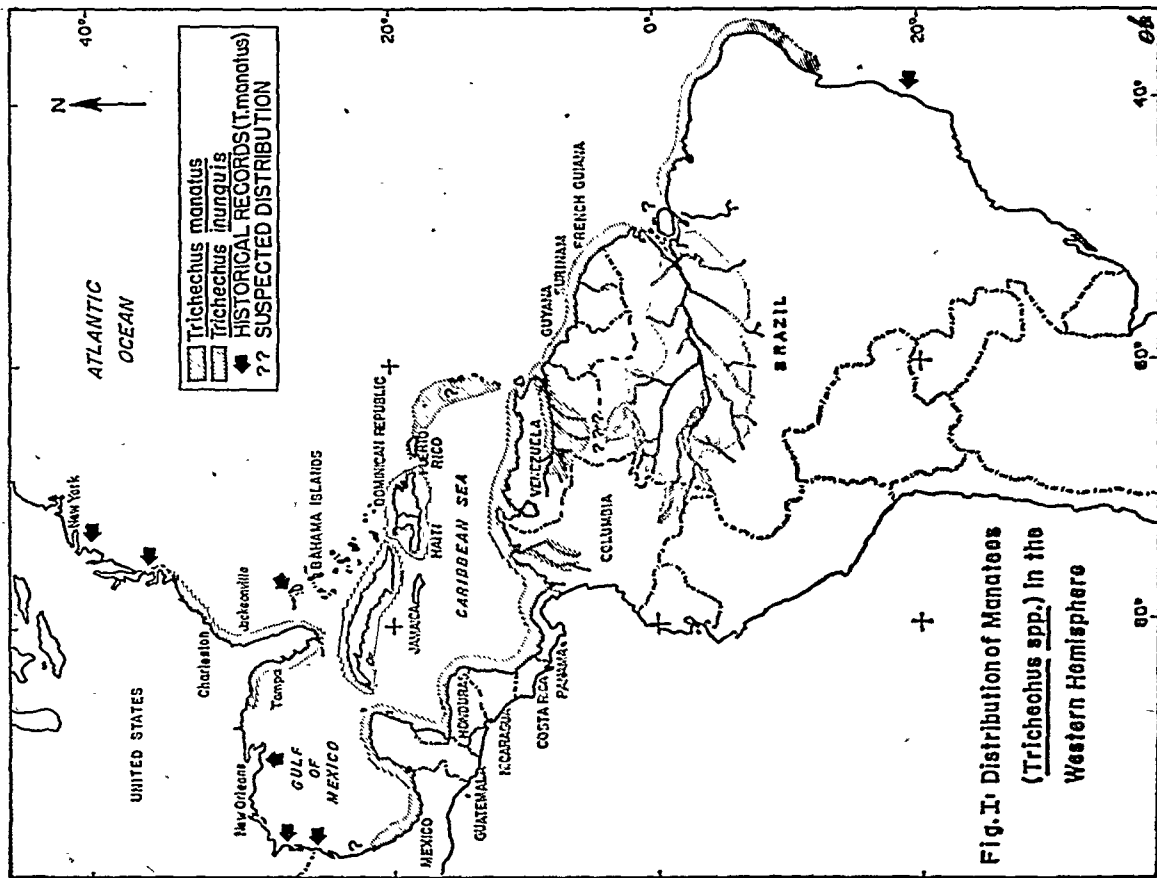 40°
20°
0°
20°
N
Trichechus manatus
Trichechus inunguis
HISTORICAL RECORDS (T.manatus)
?? SUSPECTED DISTRIBUTION
ATLANTIC
OCEAN
UNITED STATES
New York
Charleston
Jacksonville
Tampa
New Orleans
GULF
OF
MEXICO
BAHAMA ISLANDS
DOMINICAN REPUBLIC
PUERTO
RICO
HAITI
JAMAICA
CARIBBEAN SEA
MEXICO
GUATEMALA
HONDURAS
NICARAGUA
COSTA RICA
PANAMA
VENEZUELA
COLUMBIA
GUYANA
SURINAM
FRENCH GUIANA
BRAZIL
?
?
?
? ? ?
80°
60°
40°
Fig.I: Distribution of Manatees
(Trichechus spp.) in the
Western Hemisphere